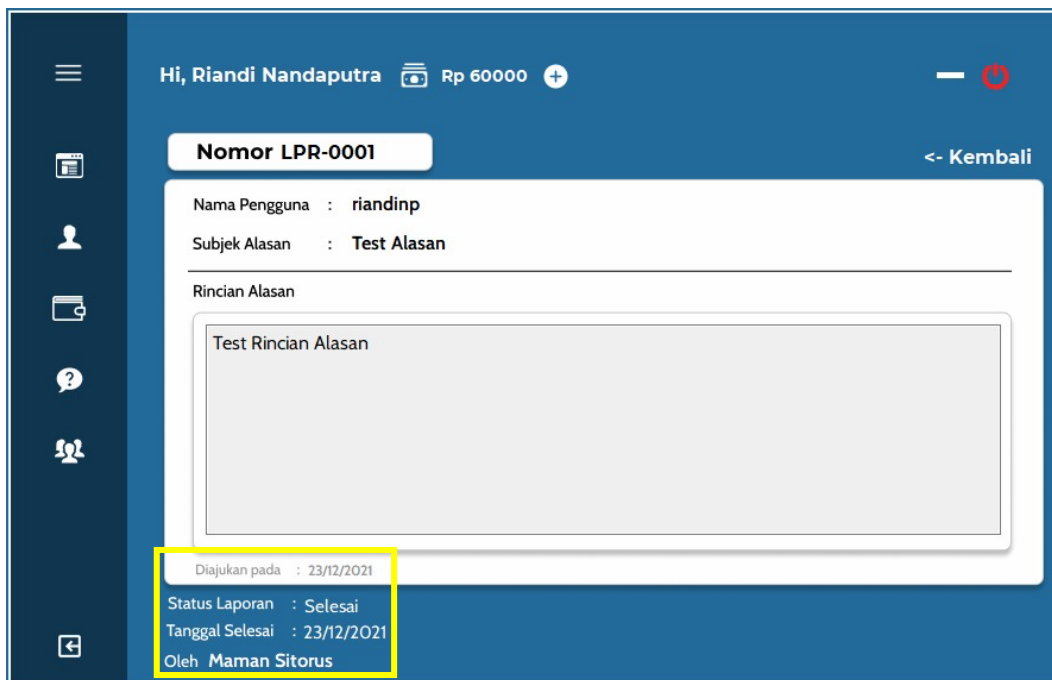 Hi, Riandi Nandaputra Rp 60000
Nomor LPR-0001
<- Kembali
Nama Pengguna : riandinp
Subjek Alasan : Test Alasan
Rincian Alasan
Test Rincian Alasan
Diajukan pada : 23/12/2021
Status Laporan : Selesai
Tanggal Selesai : 23/12/2021
Oleh Maman Sitorus